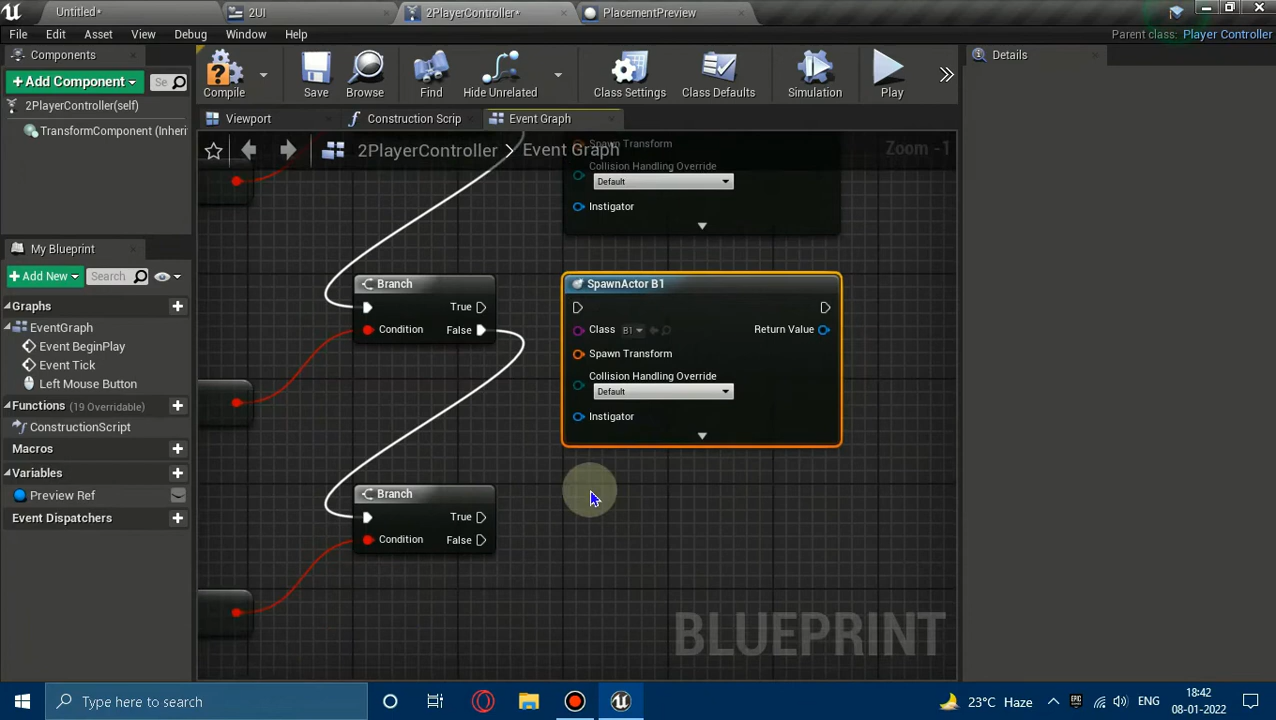 Untitled*
2UI
2PlayerController*
PlacementPreview
File Edit Asset View Debug Window Help
Parent class: Player Controller
Components
+ Add Component
Se
2PlayerController(self)
TransformComponent (Inheri
Compile
Save
Browse
Find
Hide Unrelated
Class Settings
Class Defaults
Simulation
Play
Details
Viewport
Construction Scrip
Event Graph
2PlayerController > Event Graph
Zoom -1
My Blueprint
+ Add New
Search
Graphs
EventGraph
Event BeginPlay
Event Tick
Left Mouse Button
Functions (19 Overridable)
ConstructionScript
Macros
Variables
Preview Ref
Event Dispatchers
Spawn Transform
Collision Handling Override
Default
Instigator
Branch
True
Condition
False
SpawnActor B1
Class B1
Return Value
Spawn Transform
Collision Handling Override
Default
Instigator
Branch
True
Condition
False
BLUEPRINT
Type here to search
23°C Haze
ENG
18:42
08-01-2022